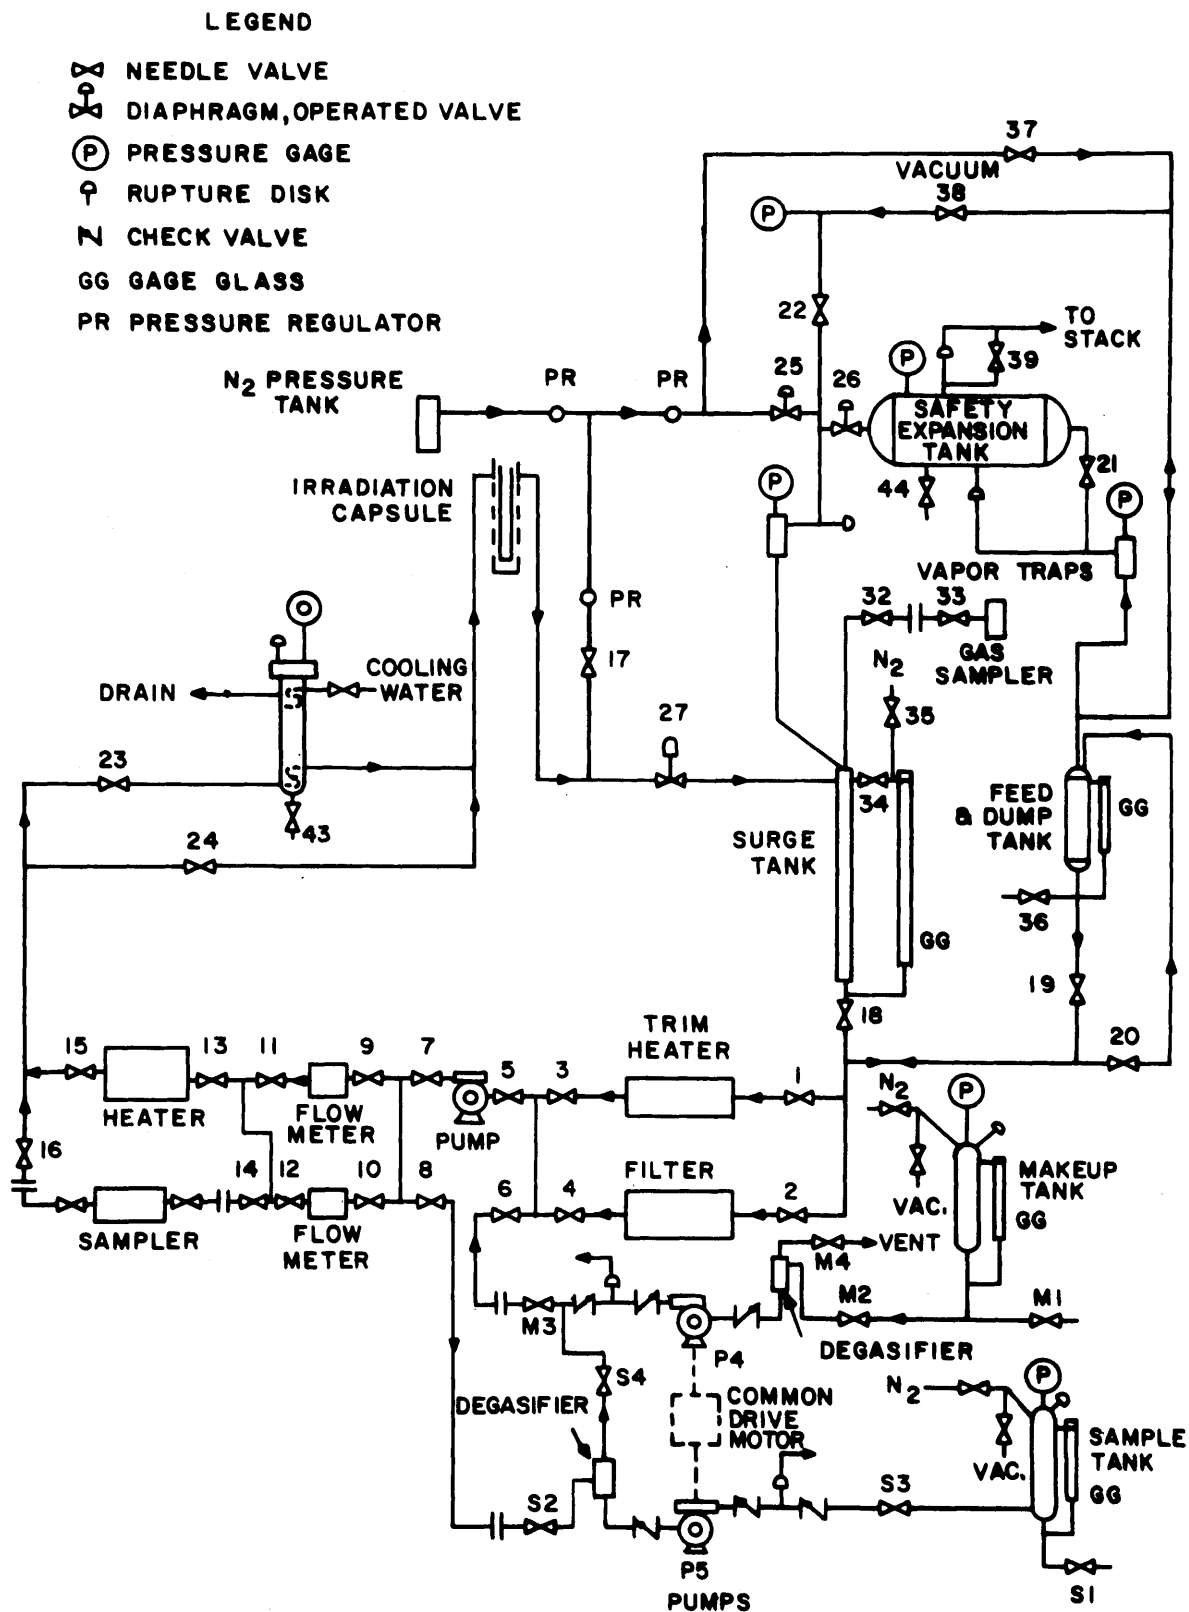 LEGEND
NEEDLE VALVE
DIAPHRAGM, OPERATED VALVE
P PRESSURE GAGE
RUPTURE DISK
CHECK VALVE
GG GAGE GLASS
PR PRESSURE REGULATOR
37
VACUUM
38
P
22
TO
STACK
39
P
25
26
SAFETY
EXPANSION
TANK
21
44
N2 PRESSURE
TANK
PR
PR
IRRADIATION
CAPSULE
P
P
VAPOR TRAPS
PR
17
32
33
GAS
SAMPLER
N2
35
COOLING
WATER
DRAIN
27
23
43
24
34
SURGE
TANK
GG
FEED
& DUMP
TANK
GG
36
19
18
20
TRIM
HEATER
15
13
11
9
7
5
3
1
HEATER
FLOW
METER
PUMP
N2
P
16
14
12
10
8
6
4
FILTER
2
VAC.
MAKEUP
TANK
GG
SAMPLER
FLOW
METER
M4
VENT
M3
M2
M1
P4
DEGASIFIER
S4
DEGASIFIER
COMMON
DRIVE
MOTOR
N2
P
VAC.
SAMPLE
TANK
GG
S2
S3
P5
PUMPS
S1